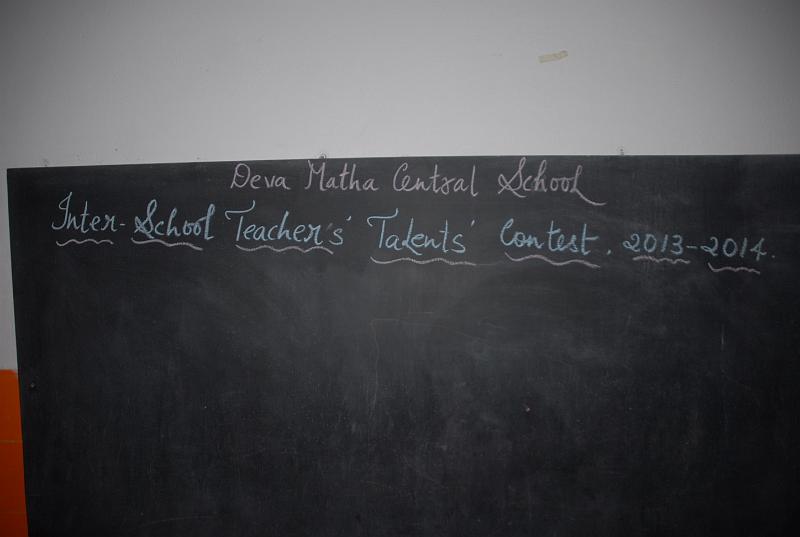 Deva Matha Central School
Inter-School Teacher's' Talents' Contest. 2013-2014.